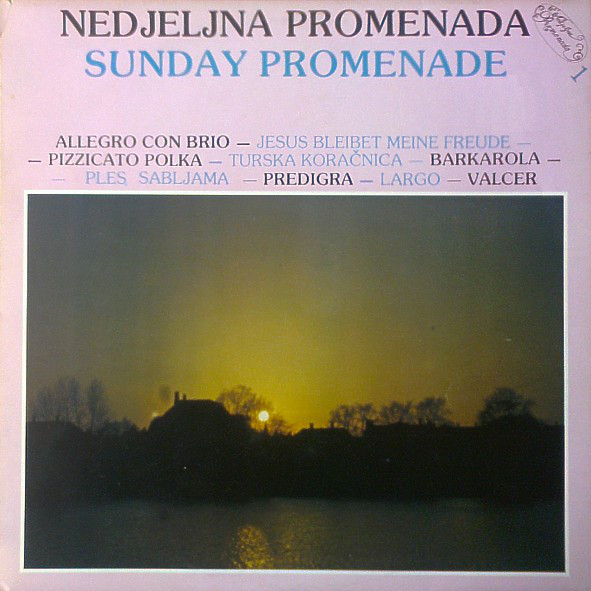 NEDJELJNA PROMENADA
SUNDAY PROMENADE
1
ALLEGRO CON BRIO — JESUS BLEIBET MEINE FREUDE —
— PIZZICATO POLKA — TURSKA KORAČNICA — BARKAROLA —
— PLES SABLJAMA — PREDIGRA — LARGO — VALCER